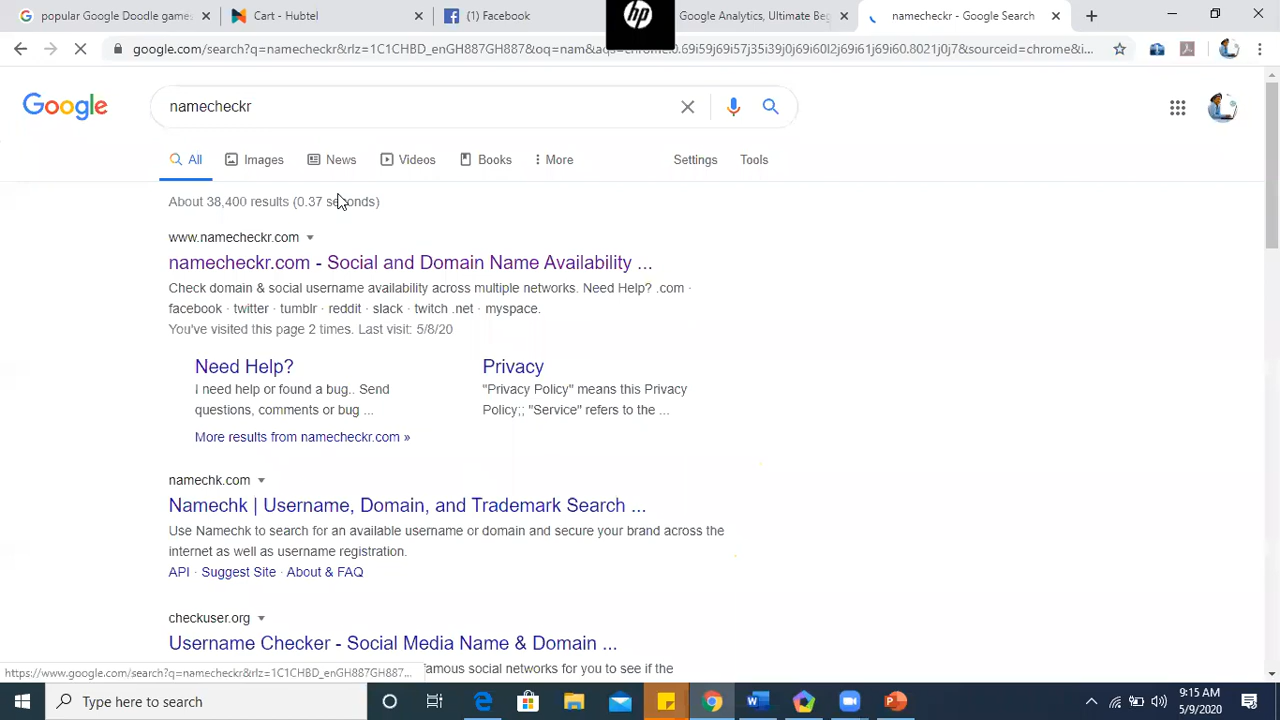 popular Google Doodle game
Cart - Hubtel
(1) Facebook
hp
Google Analytics, Ultimate Beg
namecheckr - Google Search
google.com/search?q=namecheckr&rlz=1C1CHBD_enGH887GH887&oq=nam&aqs=chrome.0.69i59j69i57j35i39j0j69i60l2j69i61j69i60.8021j0j7&sourceid=chrome&i...
Google
namecheckr
All
Images
News
Videos
Books
More
Settings
Tools
About 38,400 results (0.37 seconds)
www.namecheckr.com
namecheckr.com - Social and Domain Name Availability ...
Check domain & social username availability across multiple networks. Need Help? .com ·
facebook · twitter · tumblr · reddit · slack · twitch .net · myspace.
You've visited this page 2 times. Last visit: 5/8/20
Need Help?
I need help or found a bug.. Send
questions, comments or bug ...
Privacy
"Privacy Policy" means this Privacy
Policy;; "Service" refers to the ...
More results from namecheckr.com »
namechk.com
Namechk | Username, Domain, and Trademark Search ...
Use Namechk to search for an available username or domain and secure your brand across the
internet as well as username registration.
API · Suggest Site · About & FAQ
checkuser.org
Username Checker - Social Media Name & Domain ...
famous social networks for you to see if the
https://www.google.com/search?q=namecheckr&rlz=1C1CHBD_enGH887GH887...
Type here to search
9:15 AM
5/9/2020